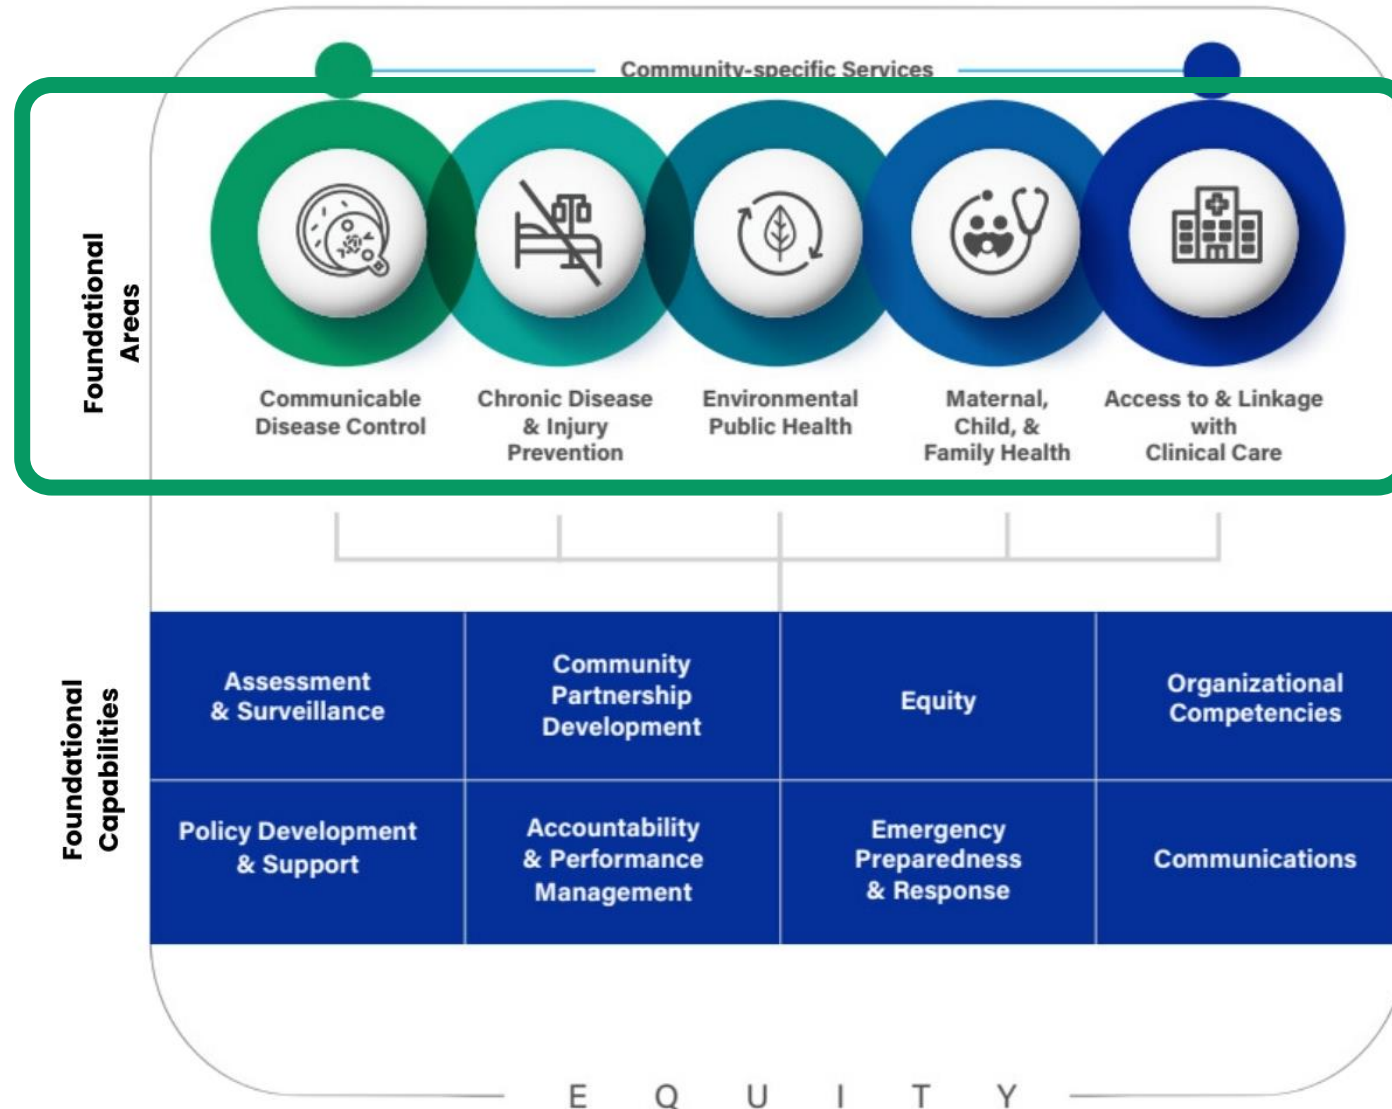 Community-specific Services
Foundational
Areas
Communicable
Disease Control
Chronic Disease
& Injury
Prevention
Environmental
Public Health
Maternal,
Child, &
Family Health
Access to & Linkage
with
Clinical Care
Foundational
Capabilities
Assessment
& Surveillance
Community
Partnership
Development
Equity
Organizational
Competencies
Policy Development
& Support
Accountability
& Performance
Management
Emergency
Preparedness
& Response
Communications
EQUITY